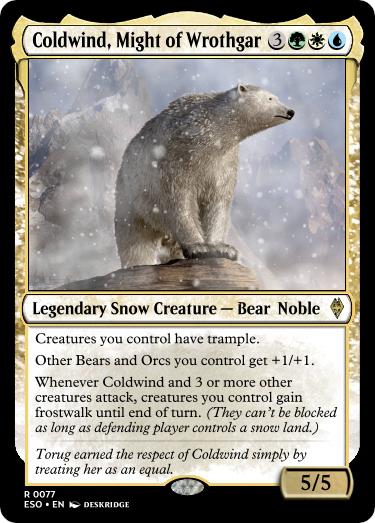 Coldwind, Might of Wrothgar 3
Legendary Snow Creature — Bear Noble
Creatures you control have trample.
Other Bears and Orcs you control get +1/+1.
Whenever Coldwind and 3 or more other
creatures attack, creatures you control gain
frostwalk until end of turn. (They can't be blocked
as long as defending player controls a snow land.)
Torug earned the respect of Coldwind simply by
treating her as an equal.
5/5
R 0077
ESO • EN DESKRIDGE